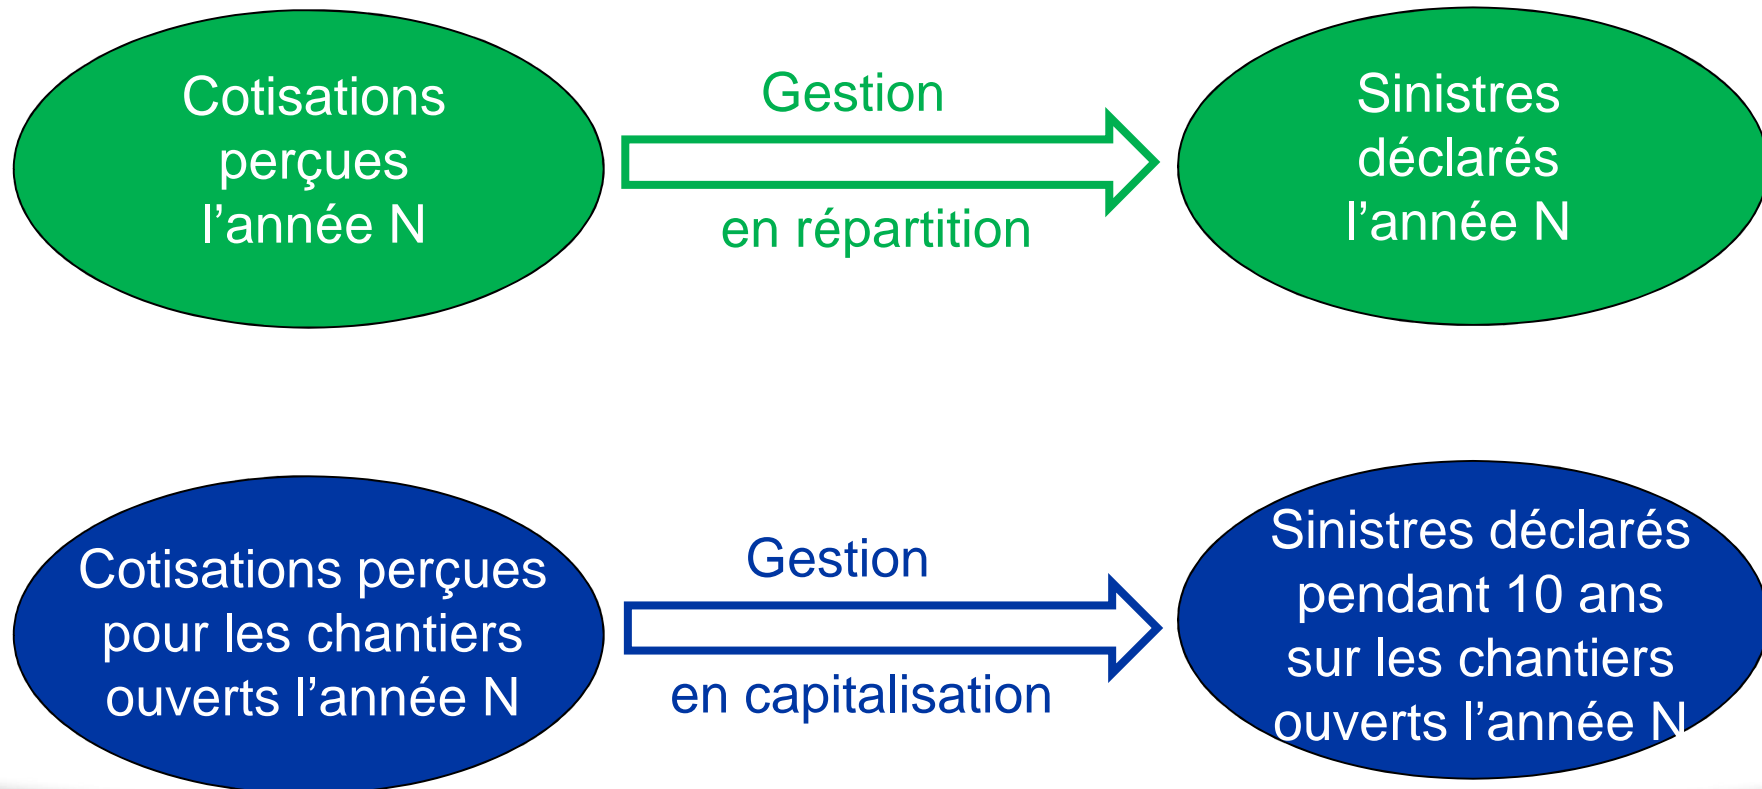 Cotisations
perçues
l’année N
Gestion
en répartition
Sinistres
déclarés
l’année N
Cotisations perçues
pour les chantiers
ouverts l’année N
Gestion
en capitalisation
Sinistres déclarés
pendant 10 ans
sur les chantiers
ouverts l’année N